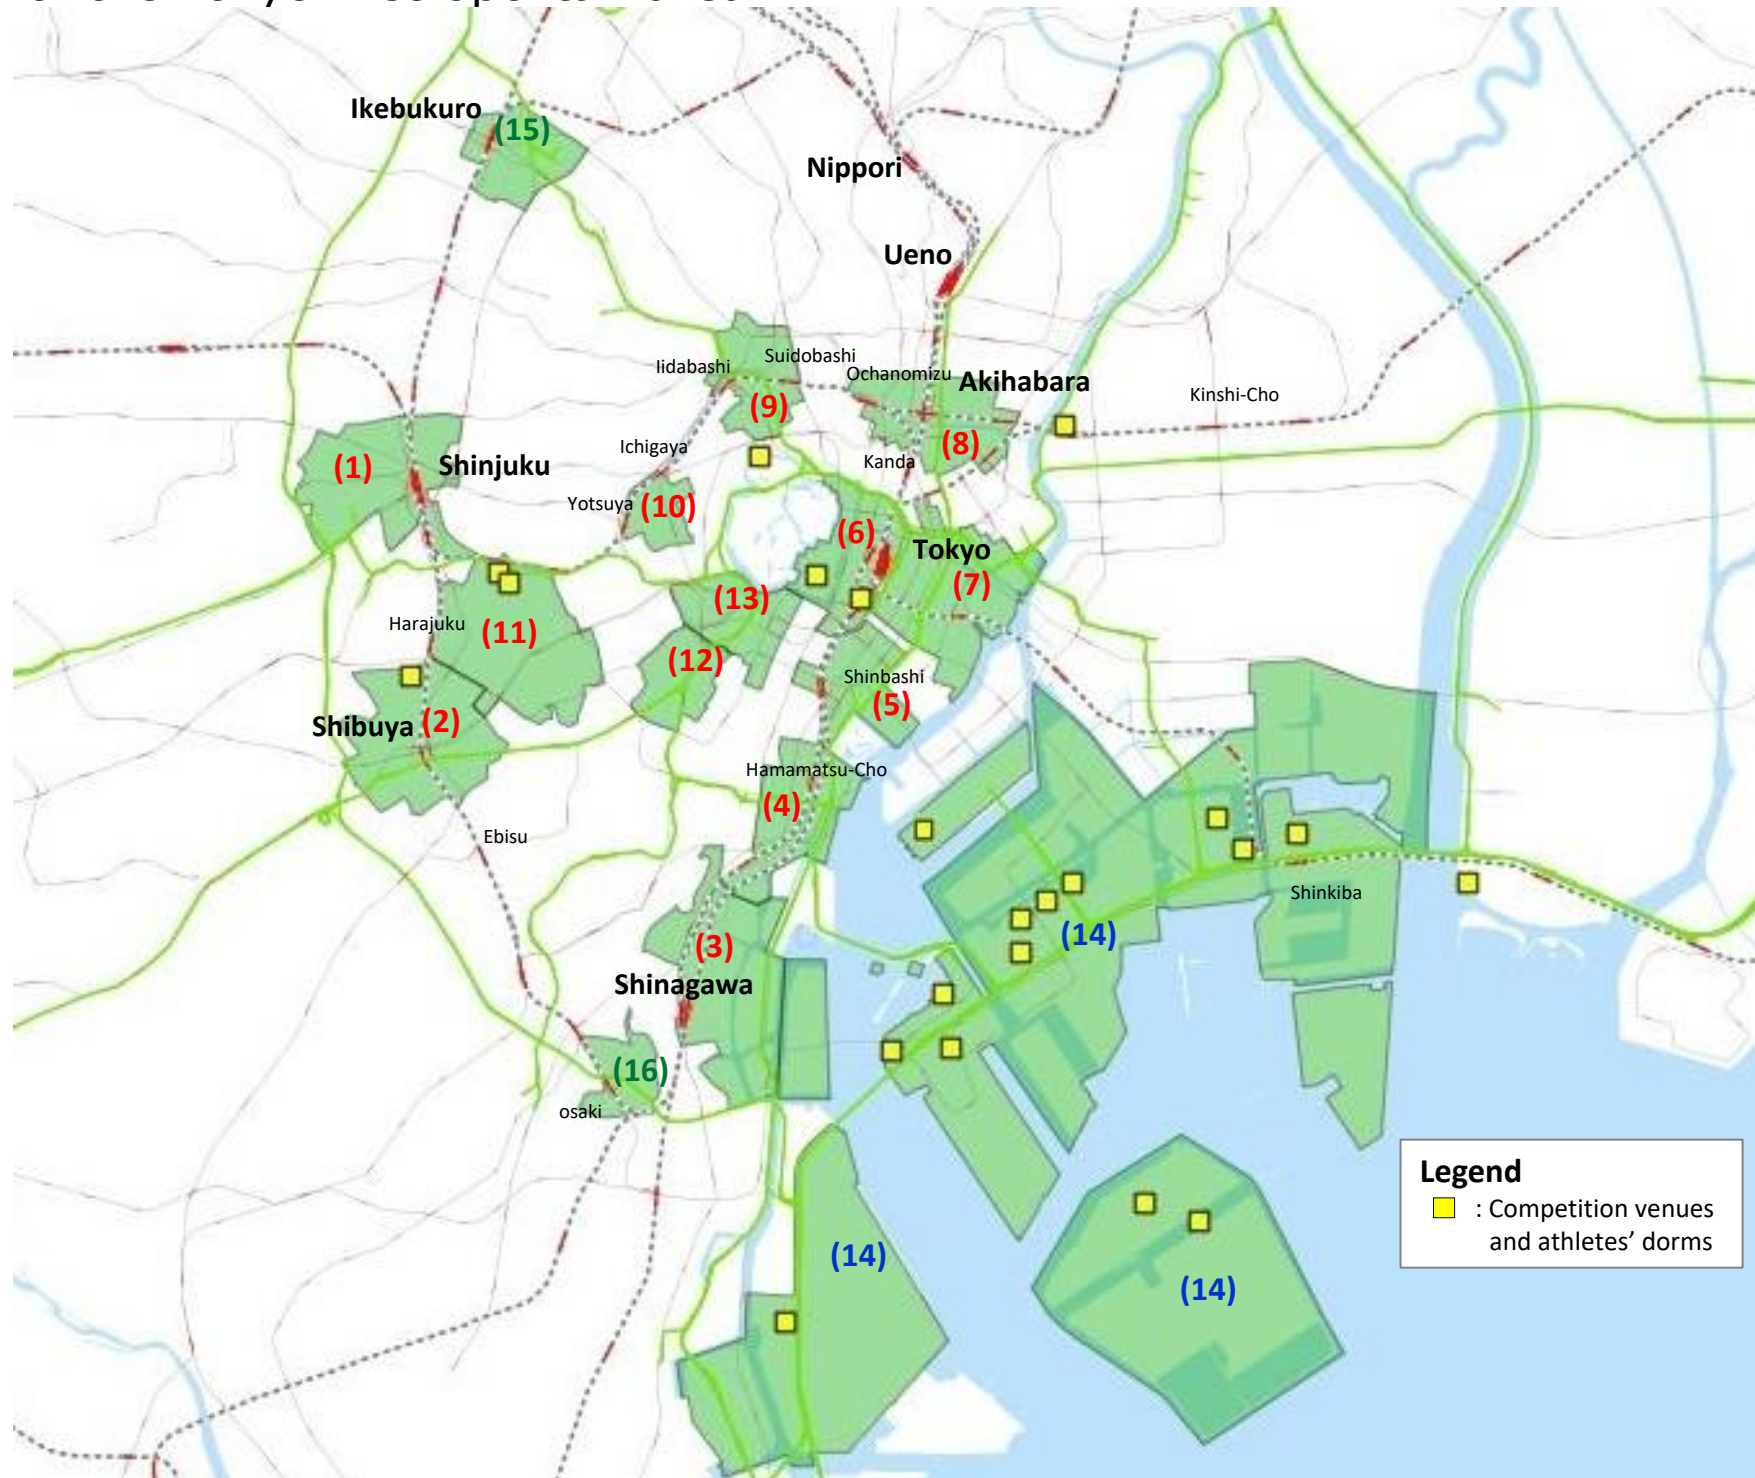 Ikebukuro
(15)
Nippori
Ueno
Suidobashi
Iidabashi
Ochanomizu
Akihabara
Kinshi-Cho
(9)
(8)
Ichigaya
Kanda
(1)
Shinjuku
Yotsuya
(10)
(6)
Tokyo
(7)
(13)
Harajuku
(11)
(12)
Shinbashi
(5)
Shibuya
(2)
Hamamatsu-Cho
(4)
Ebisu
Shinkiba
(14)
(3)
Shinagawa
(16)
osaki
Legend
: Competition venues
and athletes’ dorms
(14)
(14)